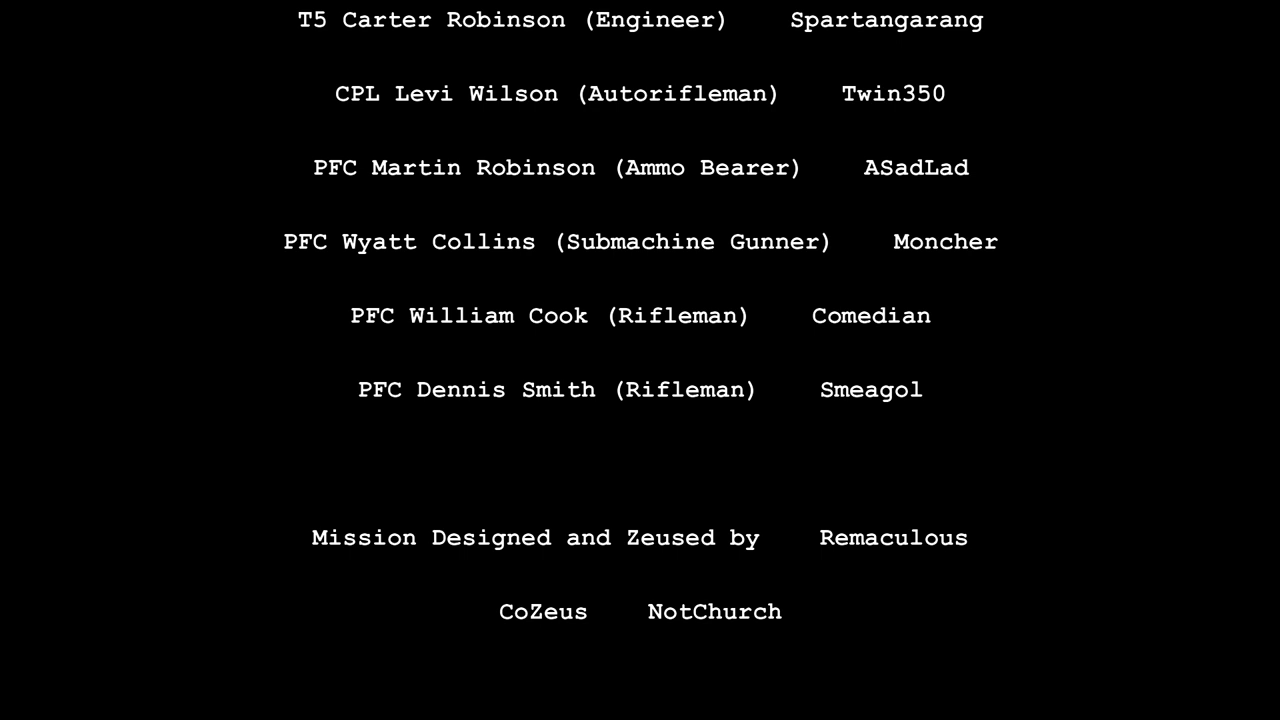 T5 Carter Robinson (Engineer) Spartangarang
CPL Levi Wilson (Autorifleman) Twin350
PFC Martin Robinson (Ammo Bearer) ASadLad
PFC Wyatt Collins (Submachine Gunner) Moncher
PFC William Cook (Rifleman) Comedian
PFC Dennis Smith (Rifleman) Smeagol
Mission Designed and Zeused by Remaculous
CoZeus NotChurch